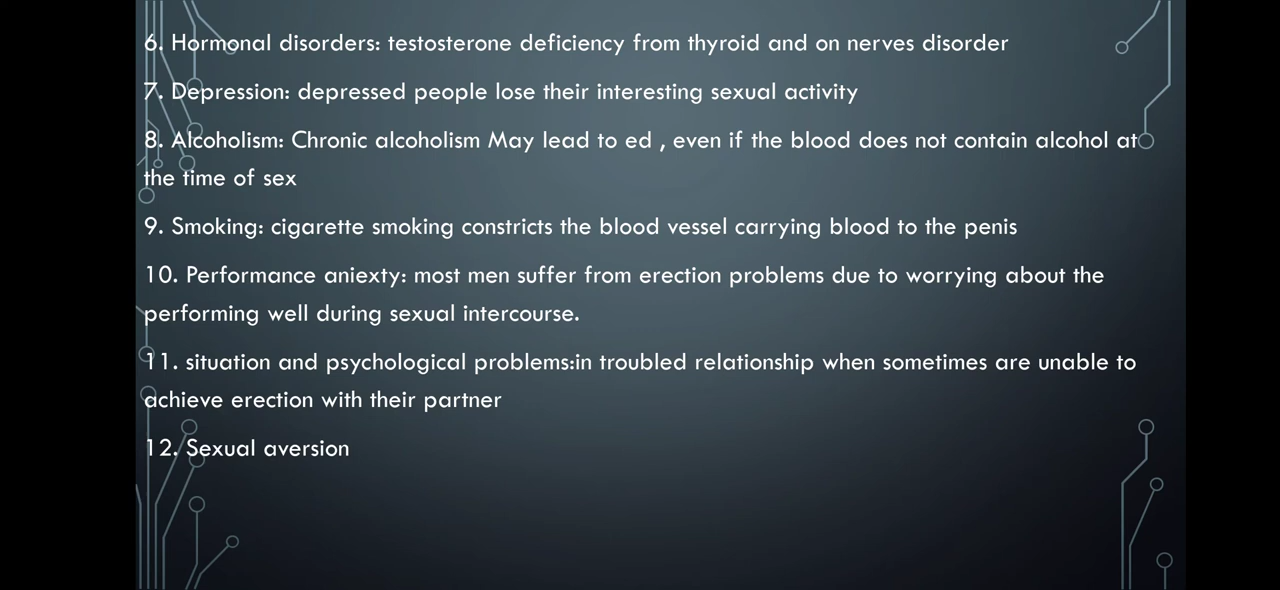 6. Hormonal disorders: testosterone deficiency from thyroid and on nerves disorder
7. Depression: depressed people lose their interesting sexual activity
8. Alcoholism: Chronic alcoholism May lead to ed , even if the blood does not contain alcohol at
the time of sex
9. Smoking: cigarette smoking constricts the blood vessel carrying blood to the penis
10. Performance aniexty: most men suffer from erection problems due to worrying about the
performing well during sexual intercourse.
11. situation and psychological problems:in troubled relationship when sometimes are unable to
achieve erection with their partner
12. Sexual aversion